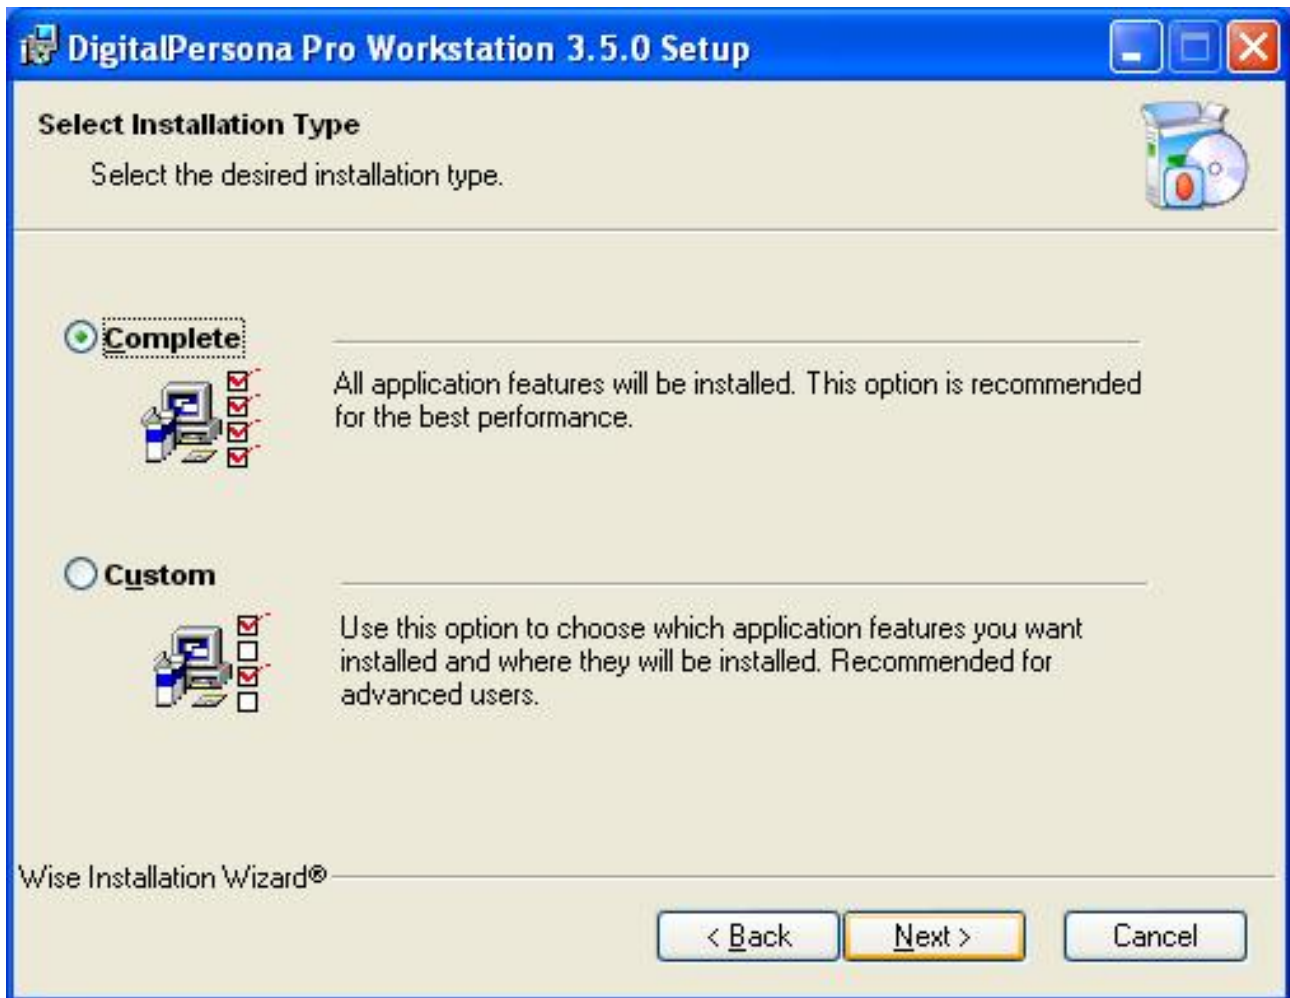 DigitalPersona Pro Workstation 3.5.0 Setup
Select Installation Type
Select the desired installation type.
Complete
All application features will be installed. This option is recommended
for the best performance.
Custom
Use this option to choose which application features you want
installed and where they will be installed. Recommended for
advanced users.
Wise Installation Wizard®
< Back
Next >
Cancel